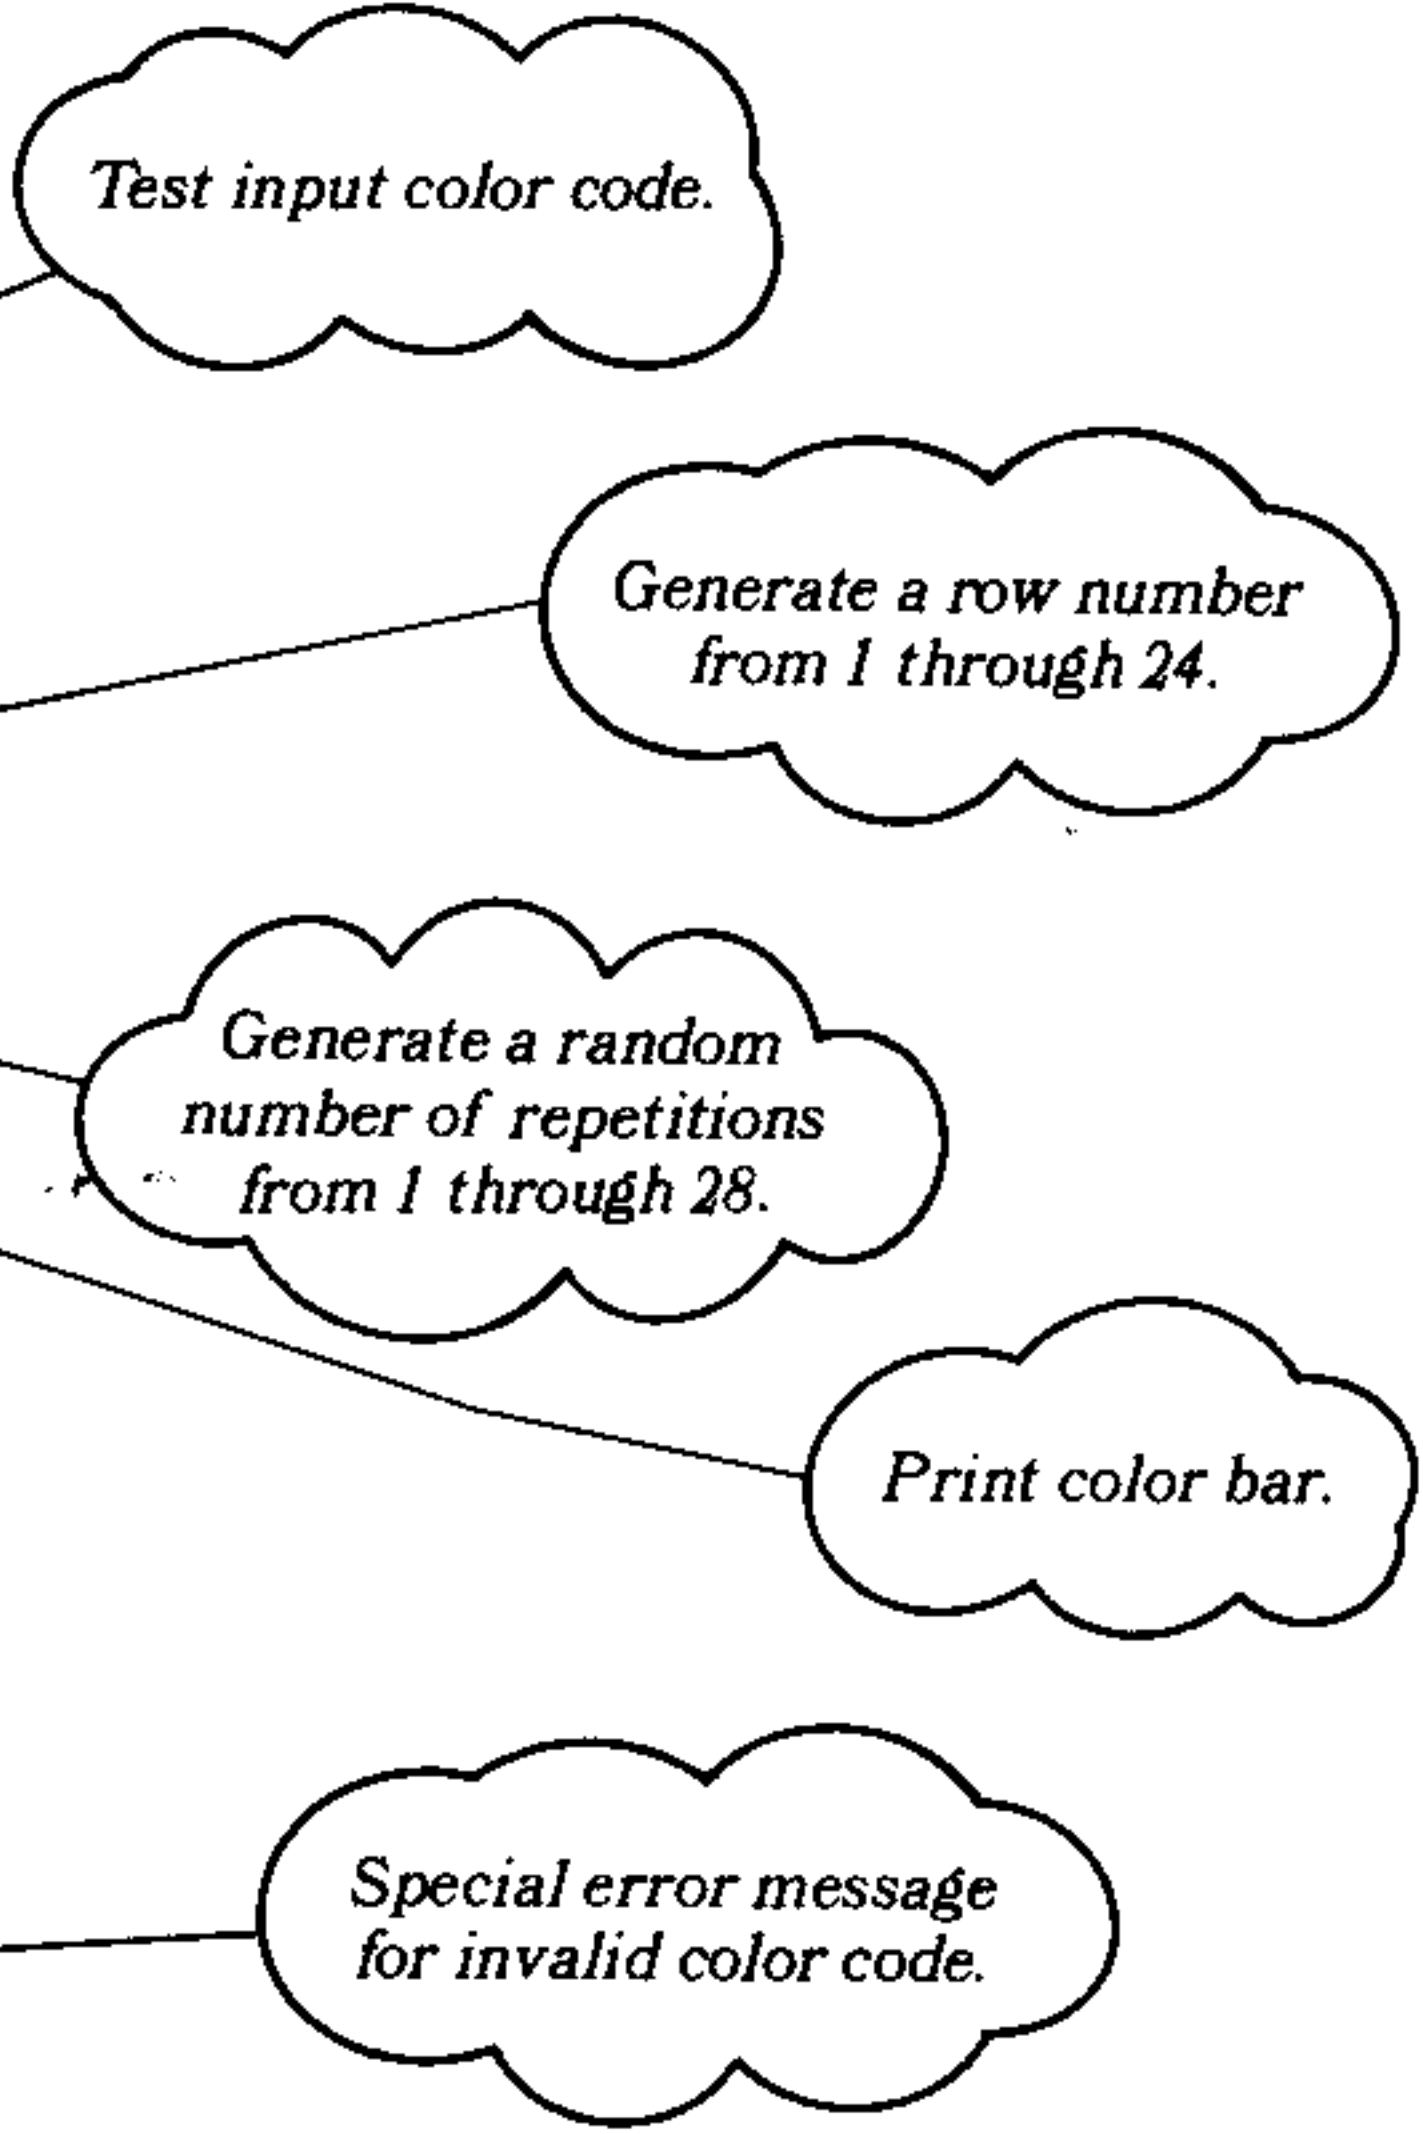 Test input color code.
Generate a row number
from 1 through 24.
Generate a random
number of repetitions
from 1 through 28.
Print color bar.
Special error message
for invalid color code.